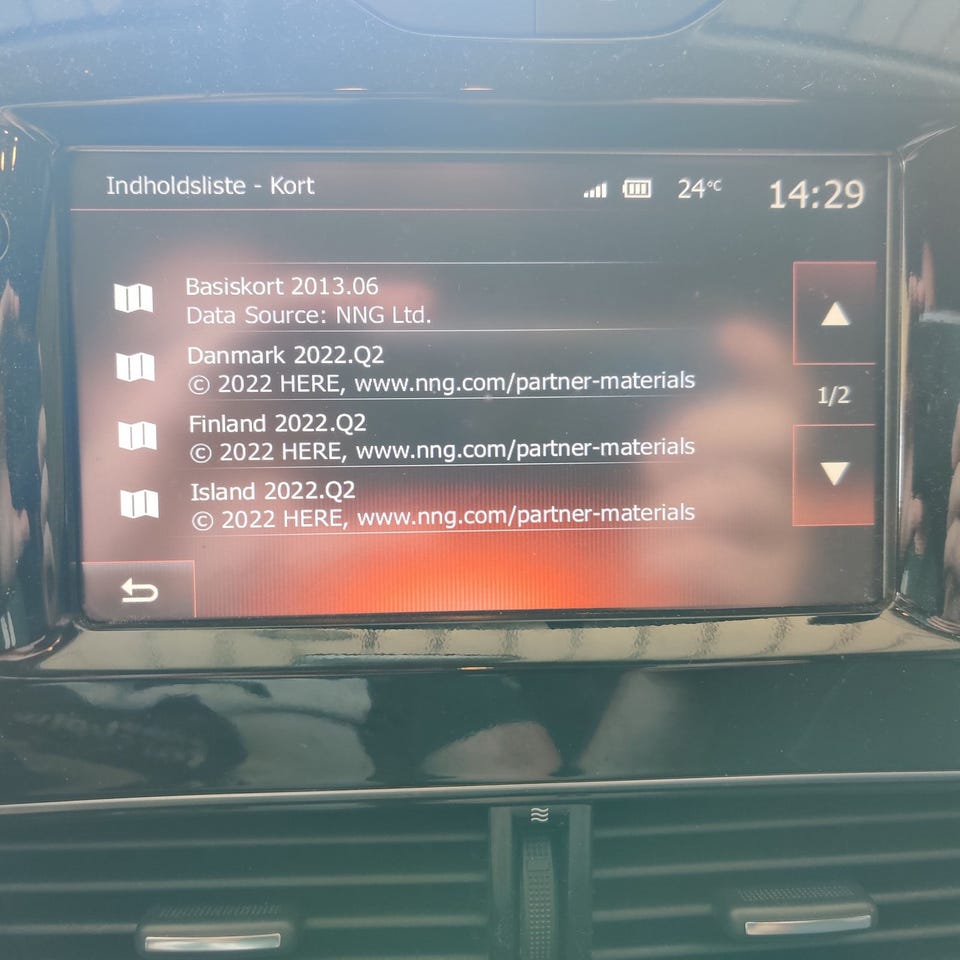 Indholdsliste - Kort
24°C
14:29
Basiskort 2013.06
Data Source: NNG Ltd.
Danmark 2022.Q2
© 2022 HERE, www.nng.com/partner-materials
1/2
Finland 2022.Q2
© 2022 HERE, www.nng.com/partner-materials
Island 2022.Q2
© 2022 HERE, www.nng.com/partner-materials